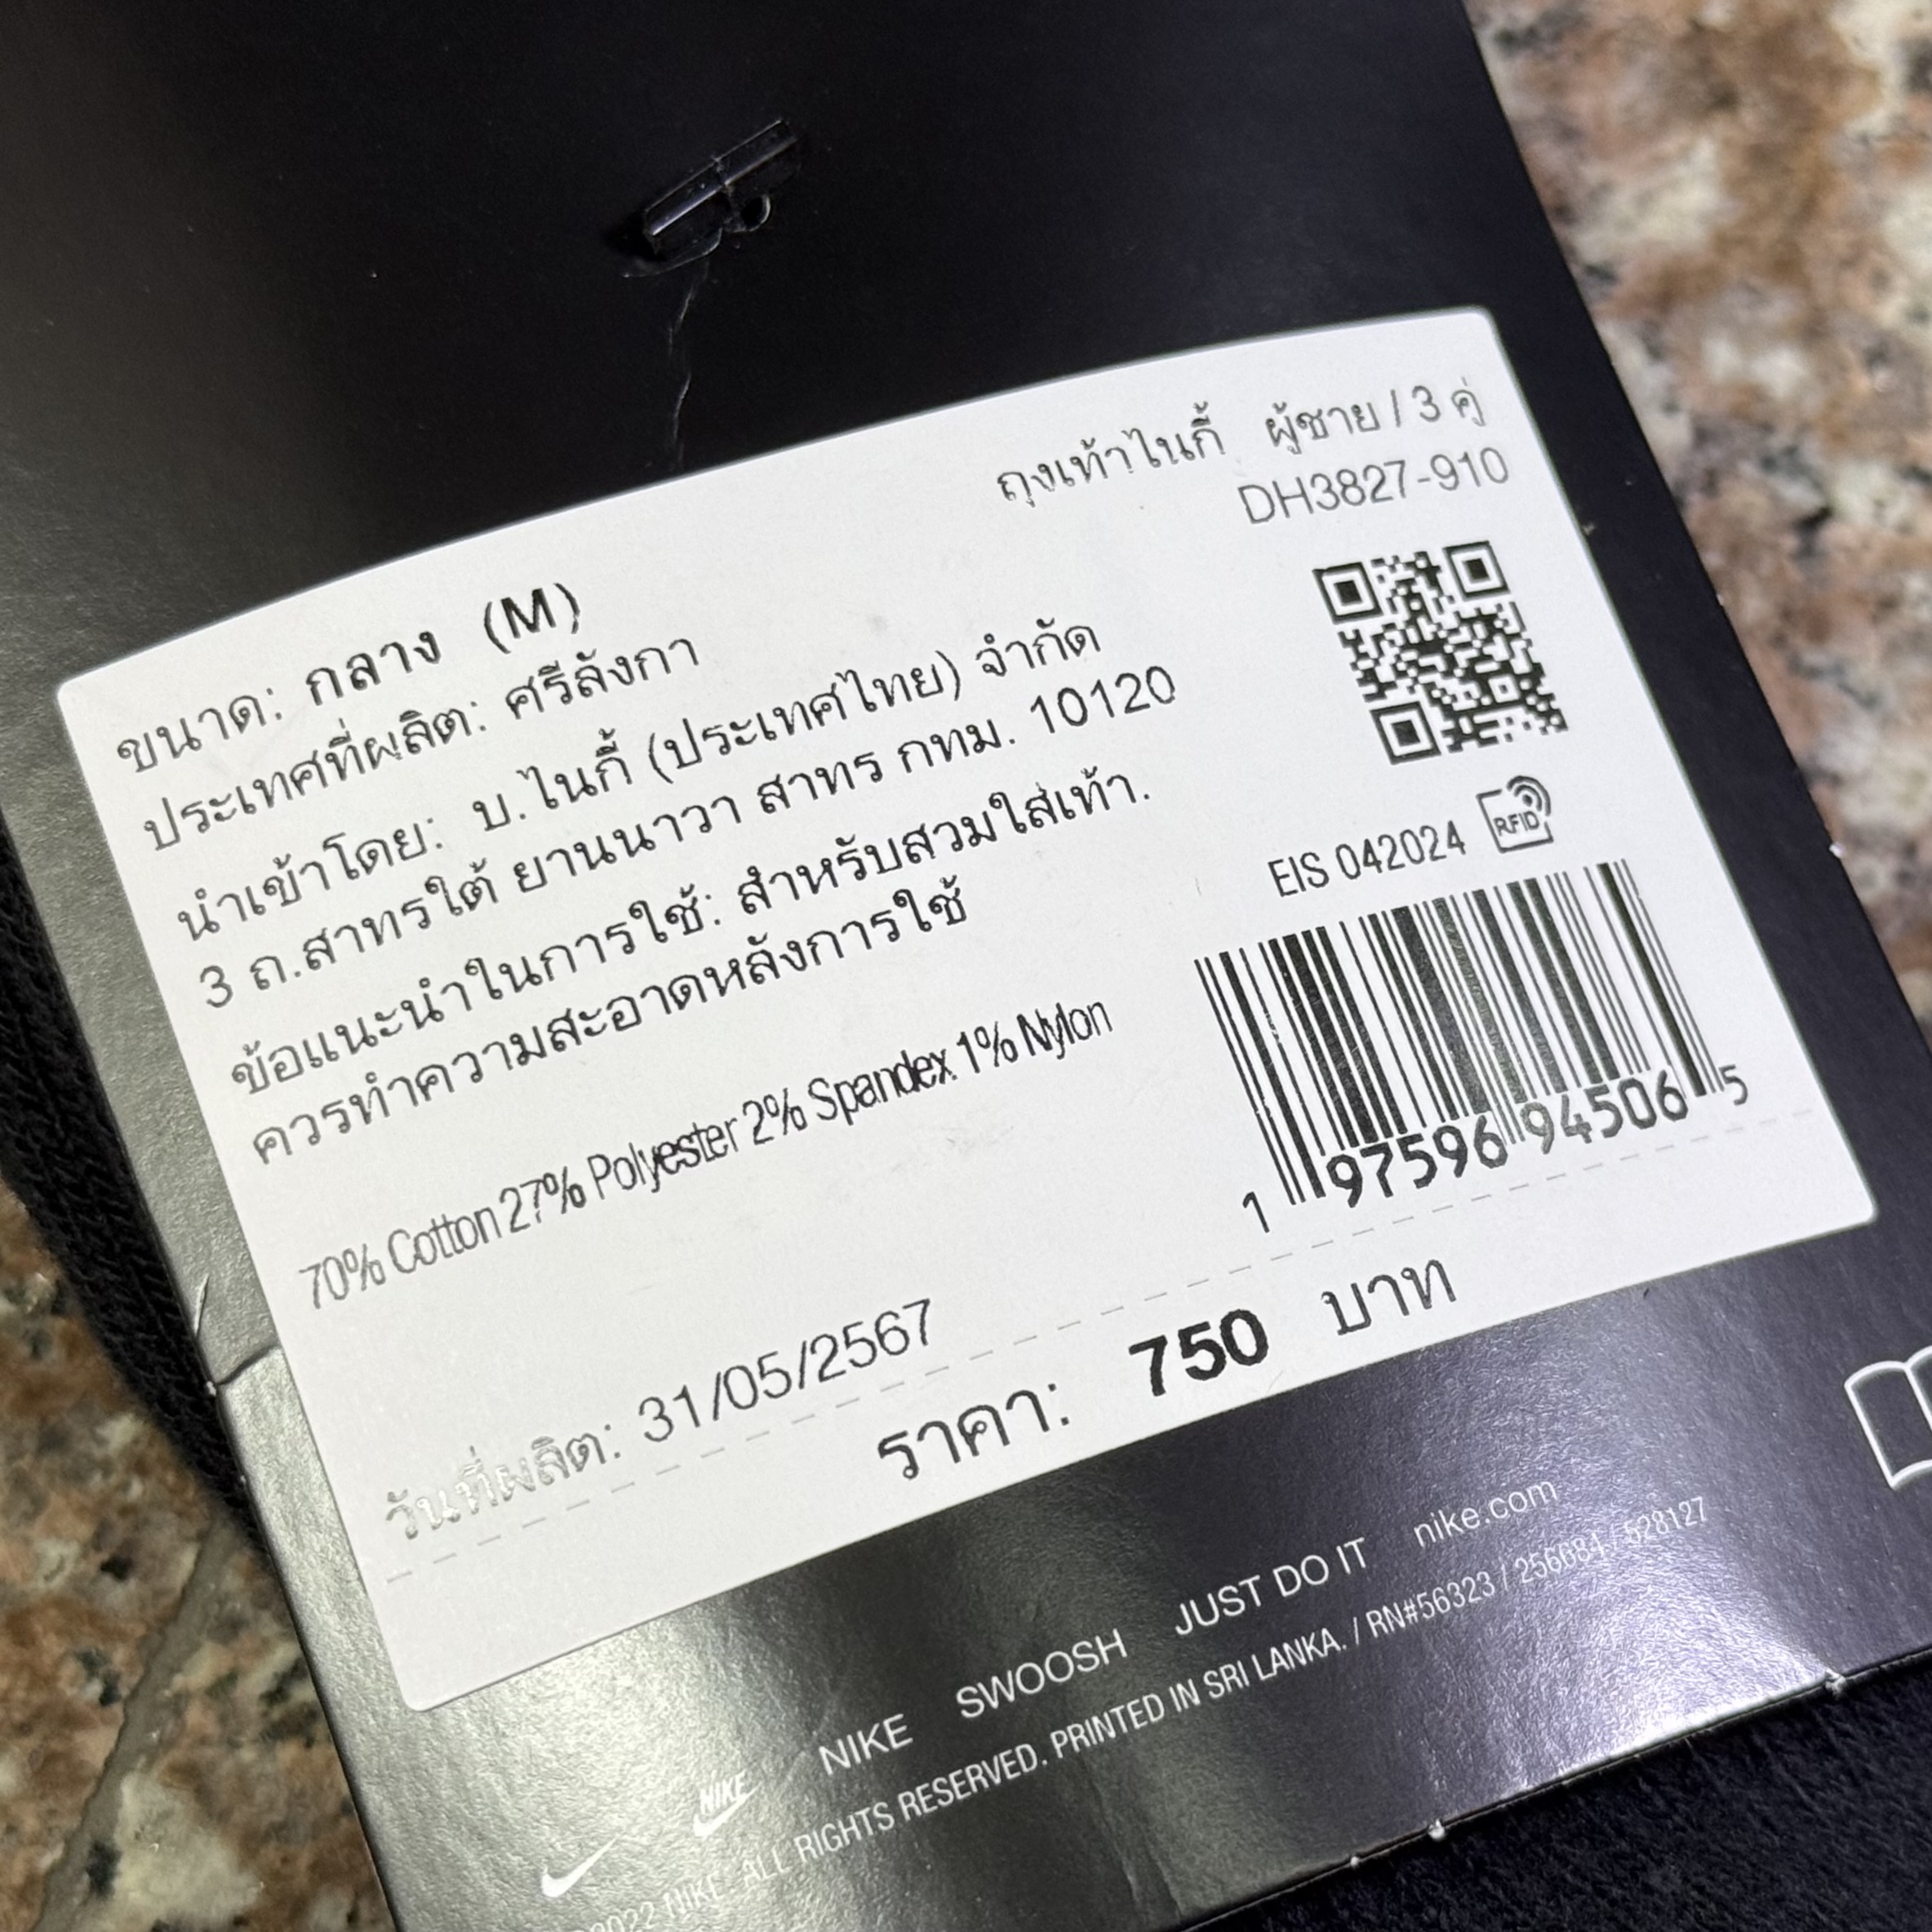 ถุงเท้าไนกี้ ผู้ชาย / 3 คู่
DH3827-910
ขนาด: กลาง (M)
ประเทศที่ผลิต: ศรีลังกา
นำเข้าโดย: บ.ไนกี้ (ประเทศไทย) จำกัด
3 ถ.สาทรใต้ ยานนาวา สาทร กทม. 10120
ข้อแนะนำในการใช้: สำหรับสวมใส่เท้า.
ควรทำความสะอาดหลังการใช้
70% Cotton 27% Polyester 2% Spandex 1% Nylon
EIS 042024 RFID
1 97596 94506 5
วันที่ผลิต: 31/05/2567
ราคา: 750 บาท
NIKE NIKE SWOOSH JUST DO IT nike.com
2022 NIKE. ALL RIGHTS RESERVED. PRINTED IN SRI LANKA. / RN#56323 / 256684 / 528127